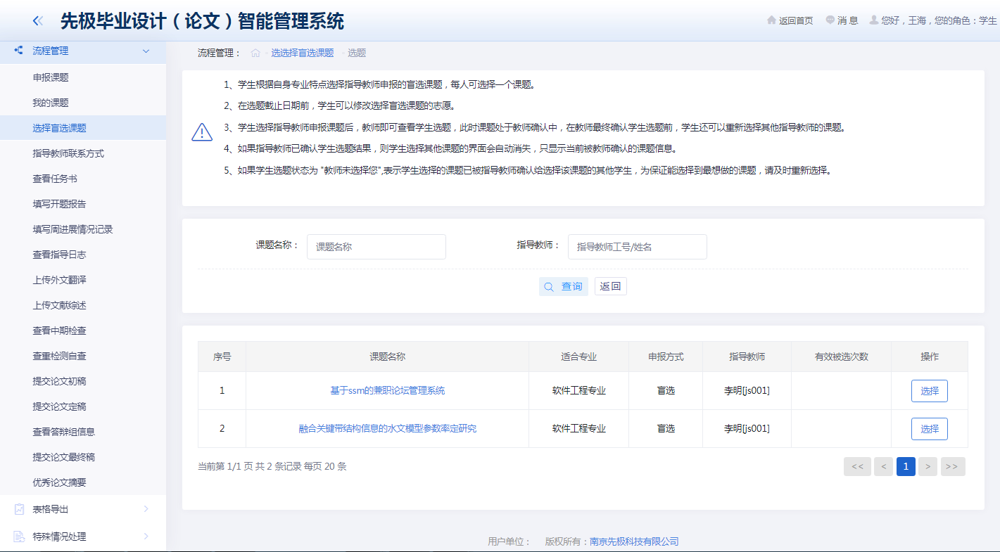 先极毕业设计（论文）智能管理系统
返回首页 消 息 您好，王海，您的角色：学生
流程管理
申报课题
我的课题
选择盲选课题
指导教师联系方式
查看任务书
填写开题报告
填写周进展情况记录
查看指导日志
上传外文翻译
上传文献综述
查看中期检查
查重检测自查
提交论文初稿
提交论文定稿
查看答辩组信息
提交论文最终稿
优秀论文摘要
表格导出
特殊情况处理
流程管理： 选选择盲选课题 选题
1、学生根据自身专业特点选择指导教师申报的盲选课题，每人可选择一个课题。
2、在选题截止日期前，学生可以修改选择盲选课题的志愿。
3、学生选择指导教师申报课题后，教师即可查看学生选题，此时课题处于教师确认中，在教师最终确认学生选题前，学生还可以重新选择其他指导教师的课题。
4、如果指导教师已确认学生选题结果，则学生选择其他课题的界面会自动消失，只显示当前被教师确认的课题信息。
5、如果学生选题状态为 "教师未选择您",表示学生选择的课题已被指导教师确认给选择该课题的其他学生，为保证能选择到最想做的课题，请及时重新选择。
课题名称： 课题名称 指导教师： 指导教师工号/姓名
查询 返回
序号 课题名称 适合专业 申报方式 指导教师 有效被选次数 操作
1 基于ssm的兼职论坛管理系统 软件工程专业 盲选 李明[js001] 选择
2 融合关键带结构信息的水文模型参数率定研究 软件工程专业 盲选 李明[js001] 选择
当前第 1/1 页 共 2 条记录 每页 20 条 << < 1 > >>
用户单位： 版权所有：南京先极科技有限公司